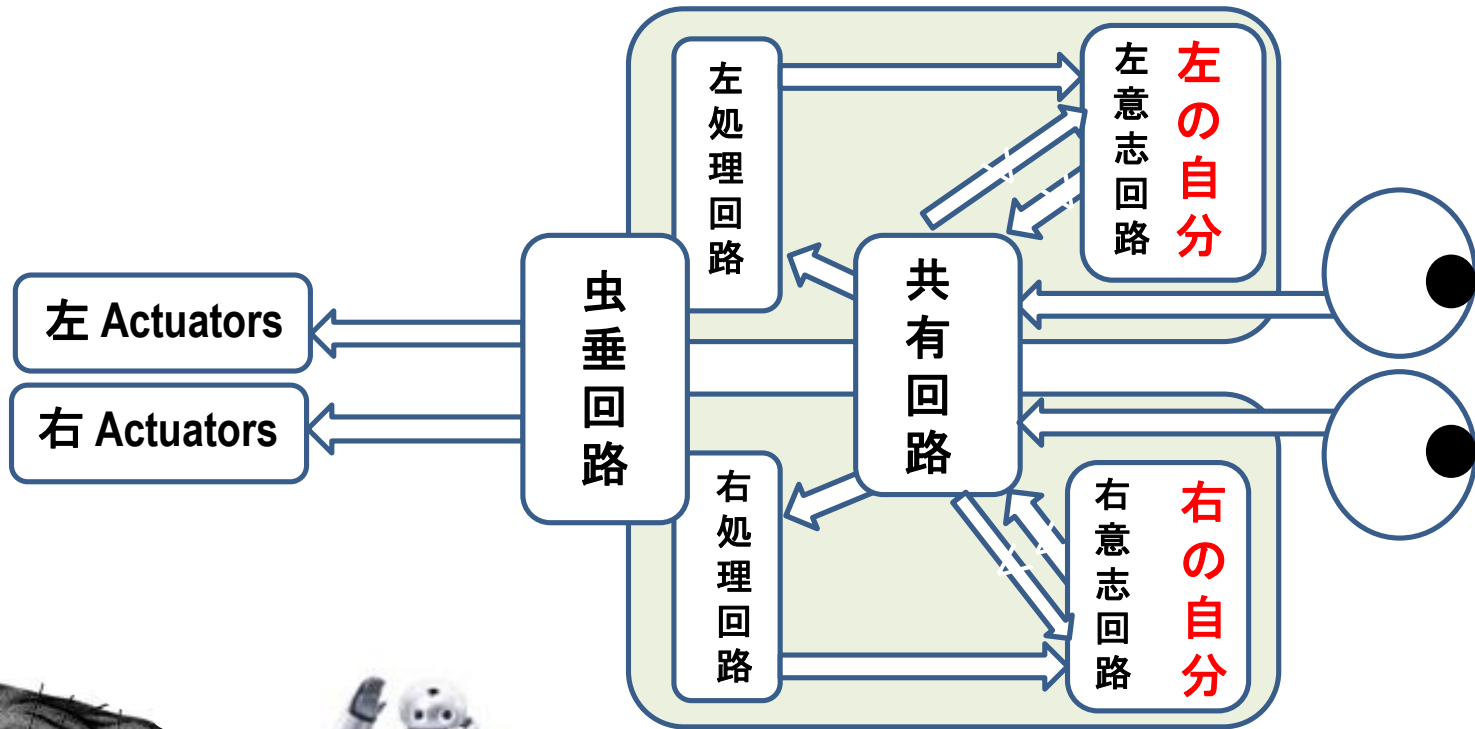 左処理回路
左意志回路
左の自分
虫垂回路
共有回路
左 Actuators
右 Actuators
右処理回路
右意志回路
右の自分